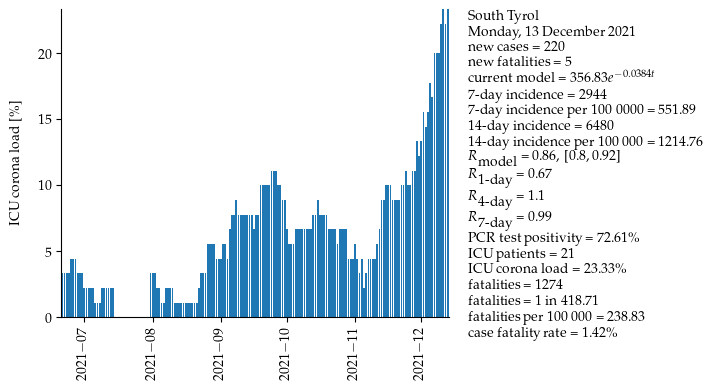 South Tyrol
Monday, 13 December 2021
new cases = 220
new fatalities = 5
current model = 356.83e^−0.0384t
7-day incidence = 2944
7-day incidence per 100 0000 = 551.89
14-day incidence = 6480
14-day incidence per 100 000 = 1214.76
R_model = 0.86, [0.8, 0.92]
R_1-day = 0.67
R_4-day = 1.1
R_7-day = 0.99
PCR test positivity = 72.61%
ICU patients = 21
ICU corona load = 23.33%
fatalities = 1274
fatalities = 1 in 418.71
fatalities per 100 000 = 238.83
case fatality rate = 1.42%
ICU corona load [%]
20
15
10
5
0
2021−07
2021−08
2021−09
2021−10
2021−11
2021−12